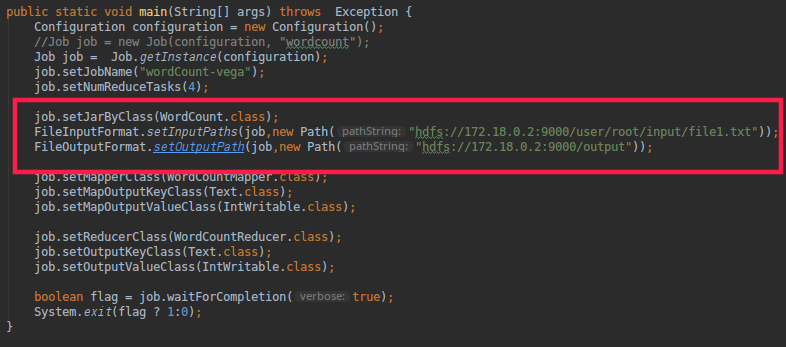 public static void main(String[] args) throws  Exception {
    Configuration configuration = new Configuration();
    //Job job = new Job(configuration, "wordcount");
    Job job =  Job.getInstance(configuration);
    job.setJobName("wordCount-vega");
    job.setNumReduceTasks(4);
    job.setJarByClass(WordCount.class);
    FileInputFormat.setInputPaths(job,new Path( pathString: "hdfs://172.18.0.2:9000/user/root/input/file1.txt"));
    FileOutputFormat.setOutputPath(job,new Path( pathString: "hdfs://172.18.0.2:9000/output"));
    job.setMapperClass(WordCountMapper.class);
    job.setMapOutputKeyClass(Text.class);
    job.setMapOutputValueClass(IntWritable.class);
    job.setReducerClass(WordCountReducer.class);
    job.setOutputKeyClass(Text.class);
    job.setOutputValueClass(IntWritable.class);
    boolean flag = job.waitForCompletion( verbose: true);
    System.exit(flag ? 1:0);
}